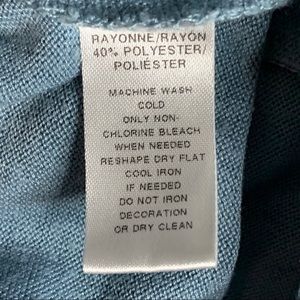 RAYONNE/RAYON
40% POLYESTER/
POLIÉSTER
MACHINE WASH
COLD
ONLY NON-
CHLORINE BLEACH
WHEN NEEDED
RESHAPE DRY FLAT
COOL IRON
IF NEEDED
DO NOT IRON
DECORATION
OR DRY CLEAN